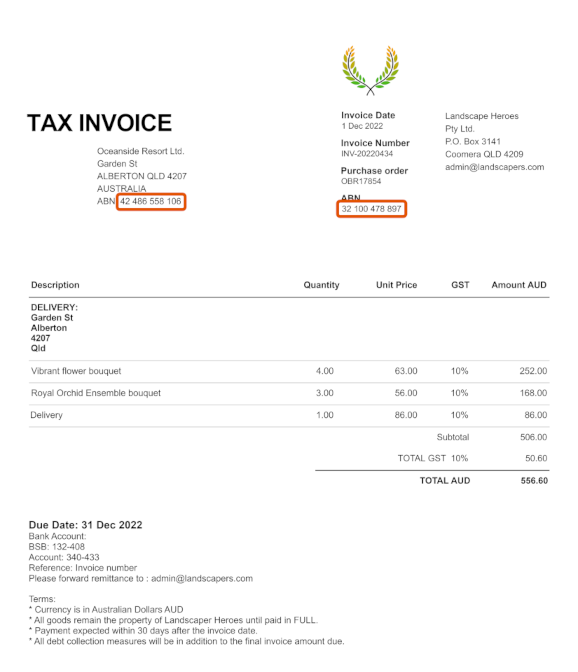 TAX INVOICE
Oceanside Resort Ltd.
Garden St
ALBERTON QLD 4207
AUSTRALIA
ABN 42 486 558 106
Invoice Date
1 Dec 2022
Invoice Number
INV-20220434
Purchase order
OBR17854
ABN
32 100 478 897
Landscape Heroes
Pty Ltd.
P.O. Box 3141
Coomera QLD 4209
admin@landscapers.com
Description Quantity Unit Price GST Amount AUD
DELIVERY:
Garden St
Alberton
4207
Qld
Vibrant flower bouquet 4.00 63.00 10% 252.00
Royal Orchid Ensemble bouquet 3.00 56.00 10% 168.00
Delivery 1.00 86.00 10% 86.00
Subtotal 506.00
TOTAL GST 10% 50.60
TOTAL AUD 556.60
Due Date: 31 Dec 2022
Bank Account:
BSB: 132-408
Account: 340-433
Reference: Invoice number
Please forward remittance to : admin@landscapers.com
Terms:
* Currency is in Australian Dollars AUD
* All goods remain the property of Landscaper Heroes until paid in FULL.
* Payment expected within 30 days after the invoice date.
* All debt collection measures will be in addition to the final invoice amount due.